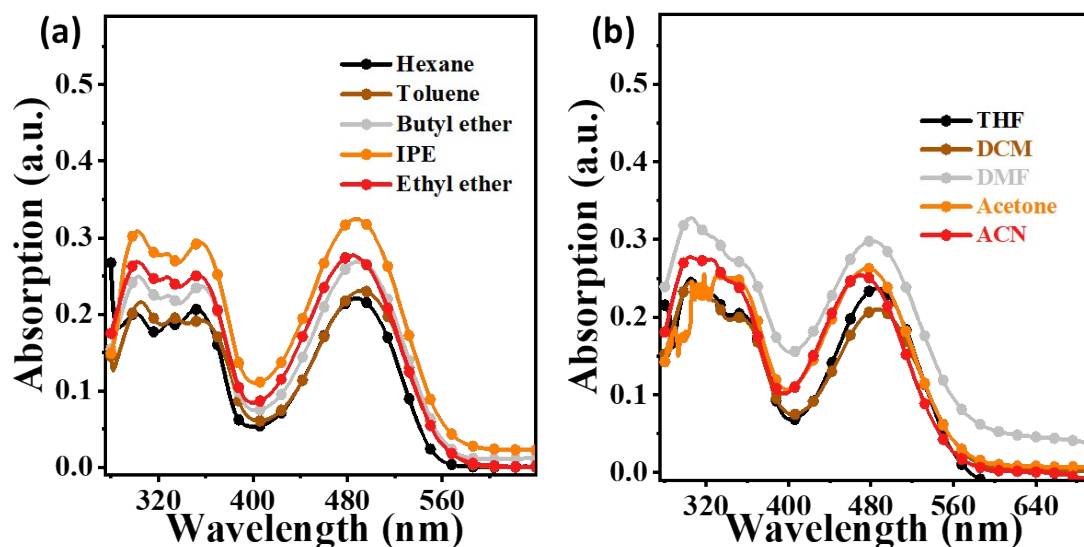 (a)
Hexane
Toluene
Butyl ether
IPE
Ethyl ether
Absorption (a.u.)
0.5
0.4
0.3
0.2
0.1
0.0
320 400 480 560
Wavelength (nm)
(b)
THF
DCM
DMF
Acetone
ACN
Absorption (a.u.)
0.5
0.4
0.3
0.2
0.1
0.0
320 400 480 560 640
Wavelength (nm)